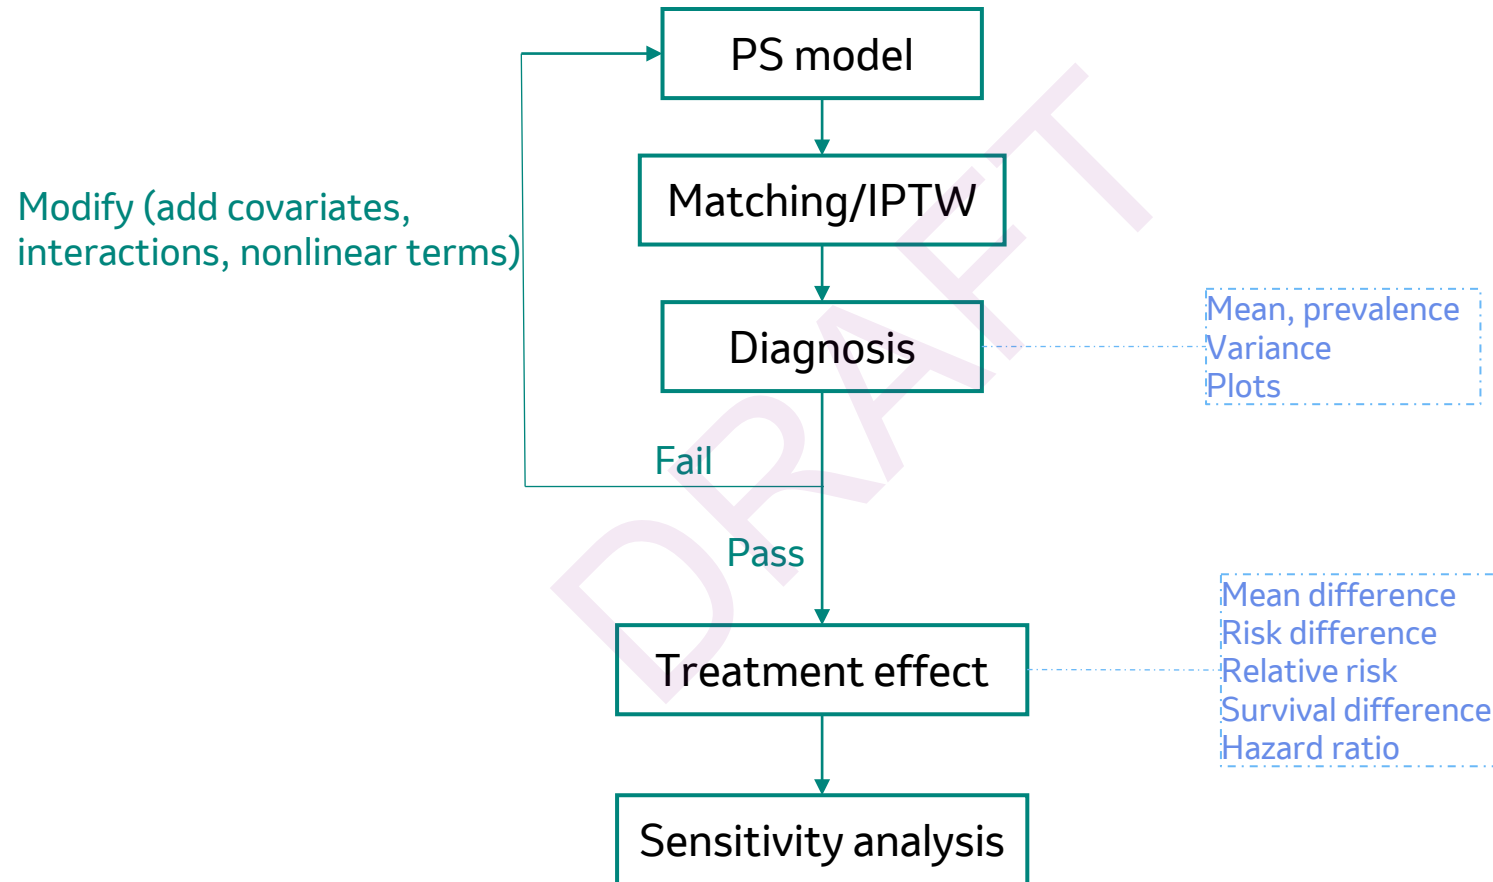 PS model
Matching/IPTW
Modify (add covariates,
interactions, nonlinear terms)
Diagnosis
Mean, prevalence
Variance
Plots
Fail
Pass
Treatment effect
Mean difference
Risk difference
Relative risk
Survival difference
Hazard ratio
Sensitivity analysis
DRAFT